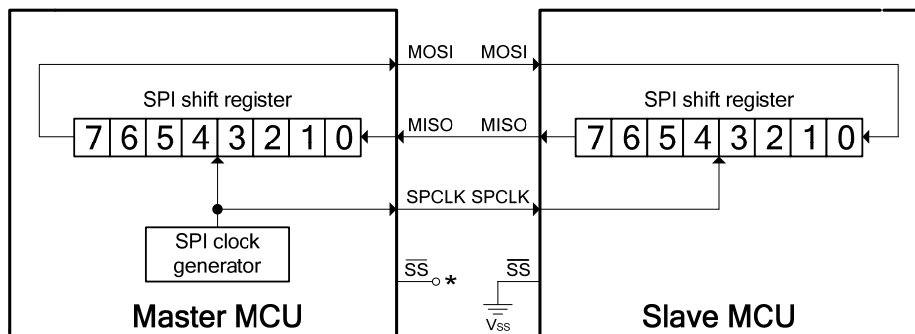 MOSI MOSI
SPI shift register SPI shift register
MISO MISO
7 6 5 4 3 2 1 0 7 6 5 4 3 2 1 0
SPCLK SPCLK
SPI clock
generator
SS * SS
Vss
Master MCU Slave MCU